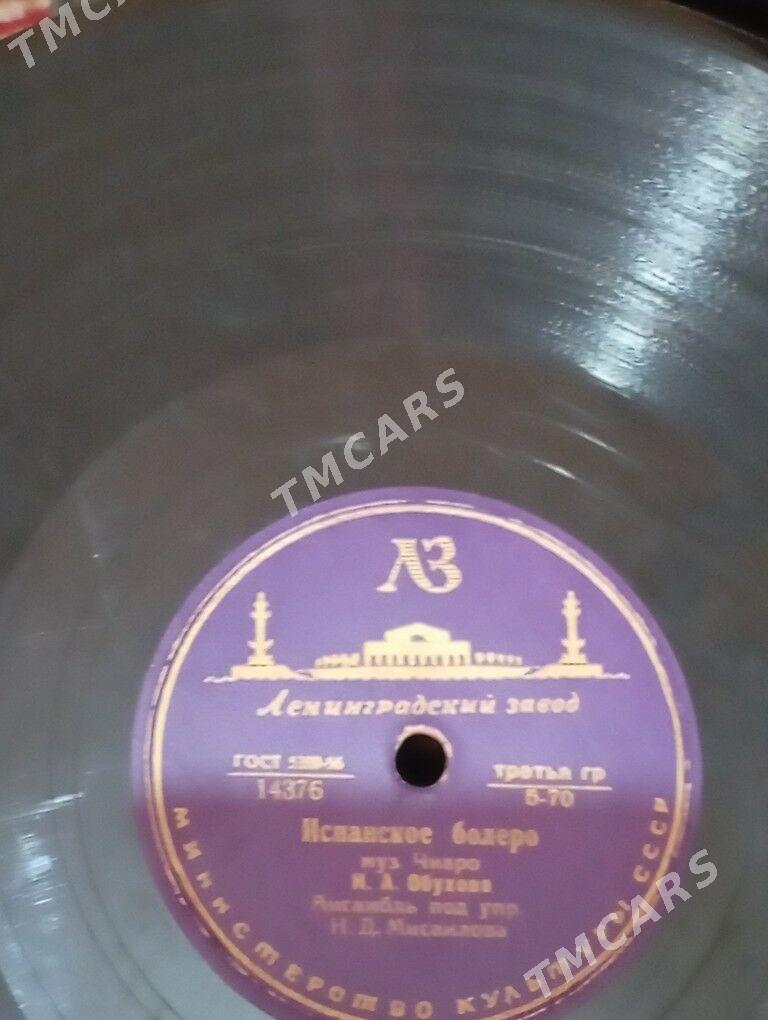 TMCARS
TMCARS
ЛЗ
Ленинградский завод
ГОСТ 5289-56
14376
третья гр
Б-70
Испанское болеро
муз Чиаро
Н. А. Обухова
Ансамбль под упр.
Н. Д. Мисаилова
МИНИСТЕРСТВО КУЛЬТУРЫ СССР
TMCARS